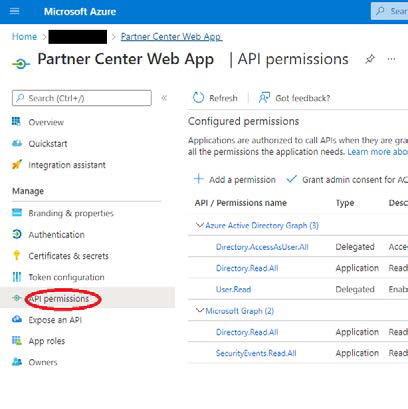 Microsoft Azure
Sea
Home > Partner Center Web App
Partner Center Web App | API permissions
Search (Ctrl+/)
Refresh
Got feedback?
Overview
Quickstart
Integration assistant
Manage
Branding & properties
Authentication
Certificates & secrets
Token configuration
API permissions
Expose an API
App roles
Owners
Configured permissions
Applications are authorized to call APIs when they are gran
all the permissions the application needs. Learn more abo
Add a permission
Grant admin consent for AC
API / Permissions name Type Desc
Azure Active Directory Graph (3)
Directory.AccessAsUser.All Delegated Acce
Directory.Read.All Application Read
User.Read Delegated Enab
Microsoft Graph (2)
Directory.Read.All Application Read
SecurityEvents.Read.All Application Read